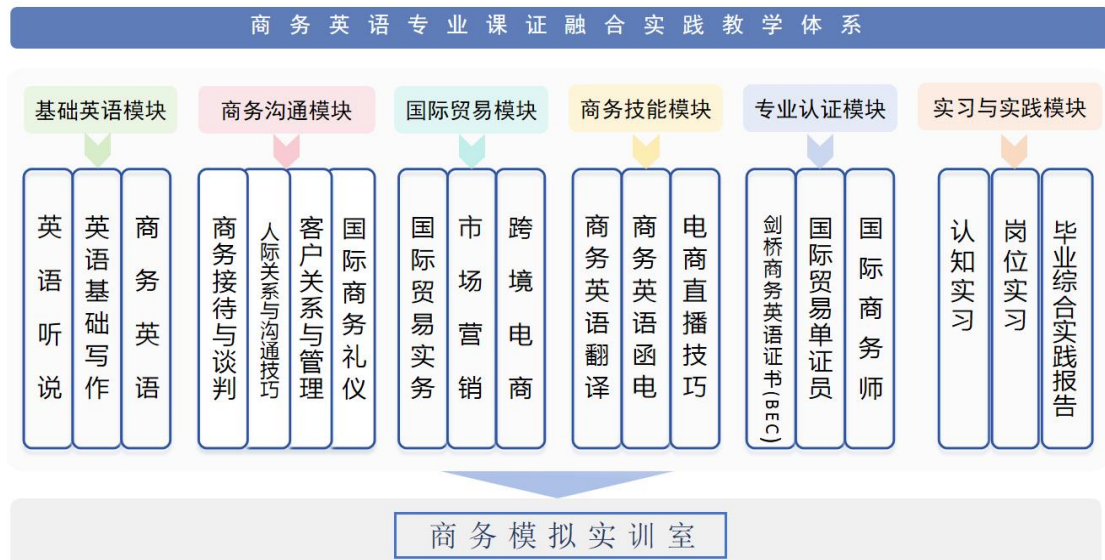 商务英语专业课证融合实践教学体系
基础英语模块
商务沟通模块
国际贸易模块
商务技能模块
专业认证模块
实习与实践模块
英语听说
英语基础写作
商务英语
商务接待与谈判
人际关系与沟通技巧
客户关系与管理
国际商务礼仪
国际贸易实务
市场营销
跨境电商
商务英语翻译
商务英语函电
电商直播技巧
剑桥商务英语证书(BEC)
国际贸易单证员
国际商务师
认知实习
岗位实习
毕业综合实践报告
商务模拟实训室